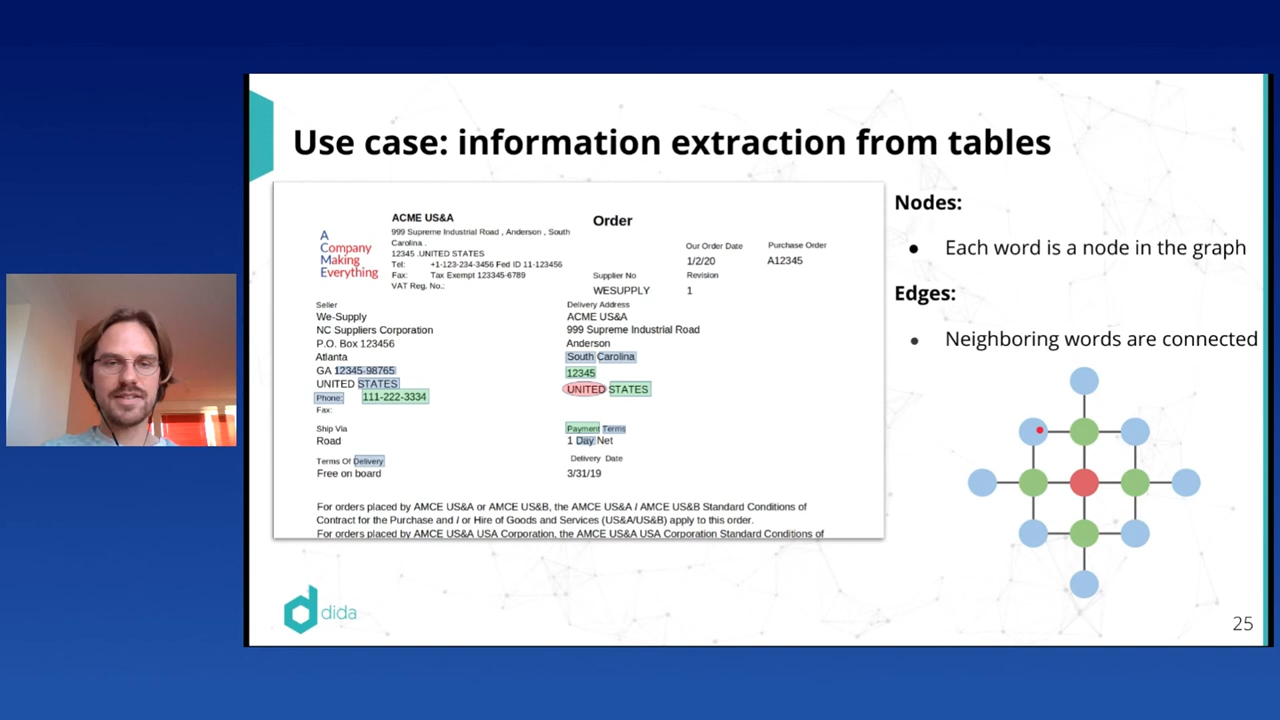 Use case: information extraction from tables
A
Company
Making
Everything
ACME US&A
999 Supreme Industrial Road , Anderson , South
Carolina .
12345 .UNITED STATES
Tel: +1-123-234-3456 Fed ID 11-123456
Fax: Tax Exempt 123345-6789
VAT Reg. No.:
Order
Our Order Date Purchase Order
1/2/20 A12345
Supplier No Revision
WESUPPLY 1
Seller
We-Supply
NC Suppliers Corporation
P.O. Box 123456
Atlanta
GA 12345-98765
UNITED STATES
Phone: 111-222-3334
Fax:
Delivery Address
ACME US&A
999 Supreme Industrial Road
Anderson
South Carolina
12345
UNITED STATES
Ship Via
Road
Payment Terms
1 Day Net
Terms Of Delivery
Free on board
Delivery Date
3/31/19
For orders placed by AMCE US&A or AMCE US&B, the AMCE US&A / AMCE US&B Standard Conditions of
Contract for the Purchase and / or Hire of Goods and Services (US&A/US&B) apply to this order.
For orders placed by AMCE US&A USA Corporation, the AMCE US&A USA Corporation Standard Conditions of
Nodes:
● Each word is a node in the graph
Edges:
● Neighboring words are connected
dida
25